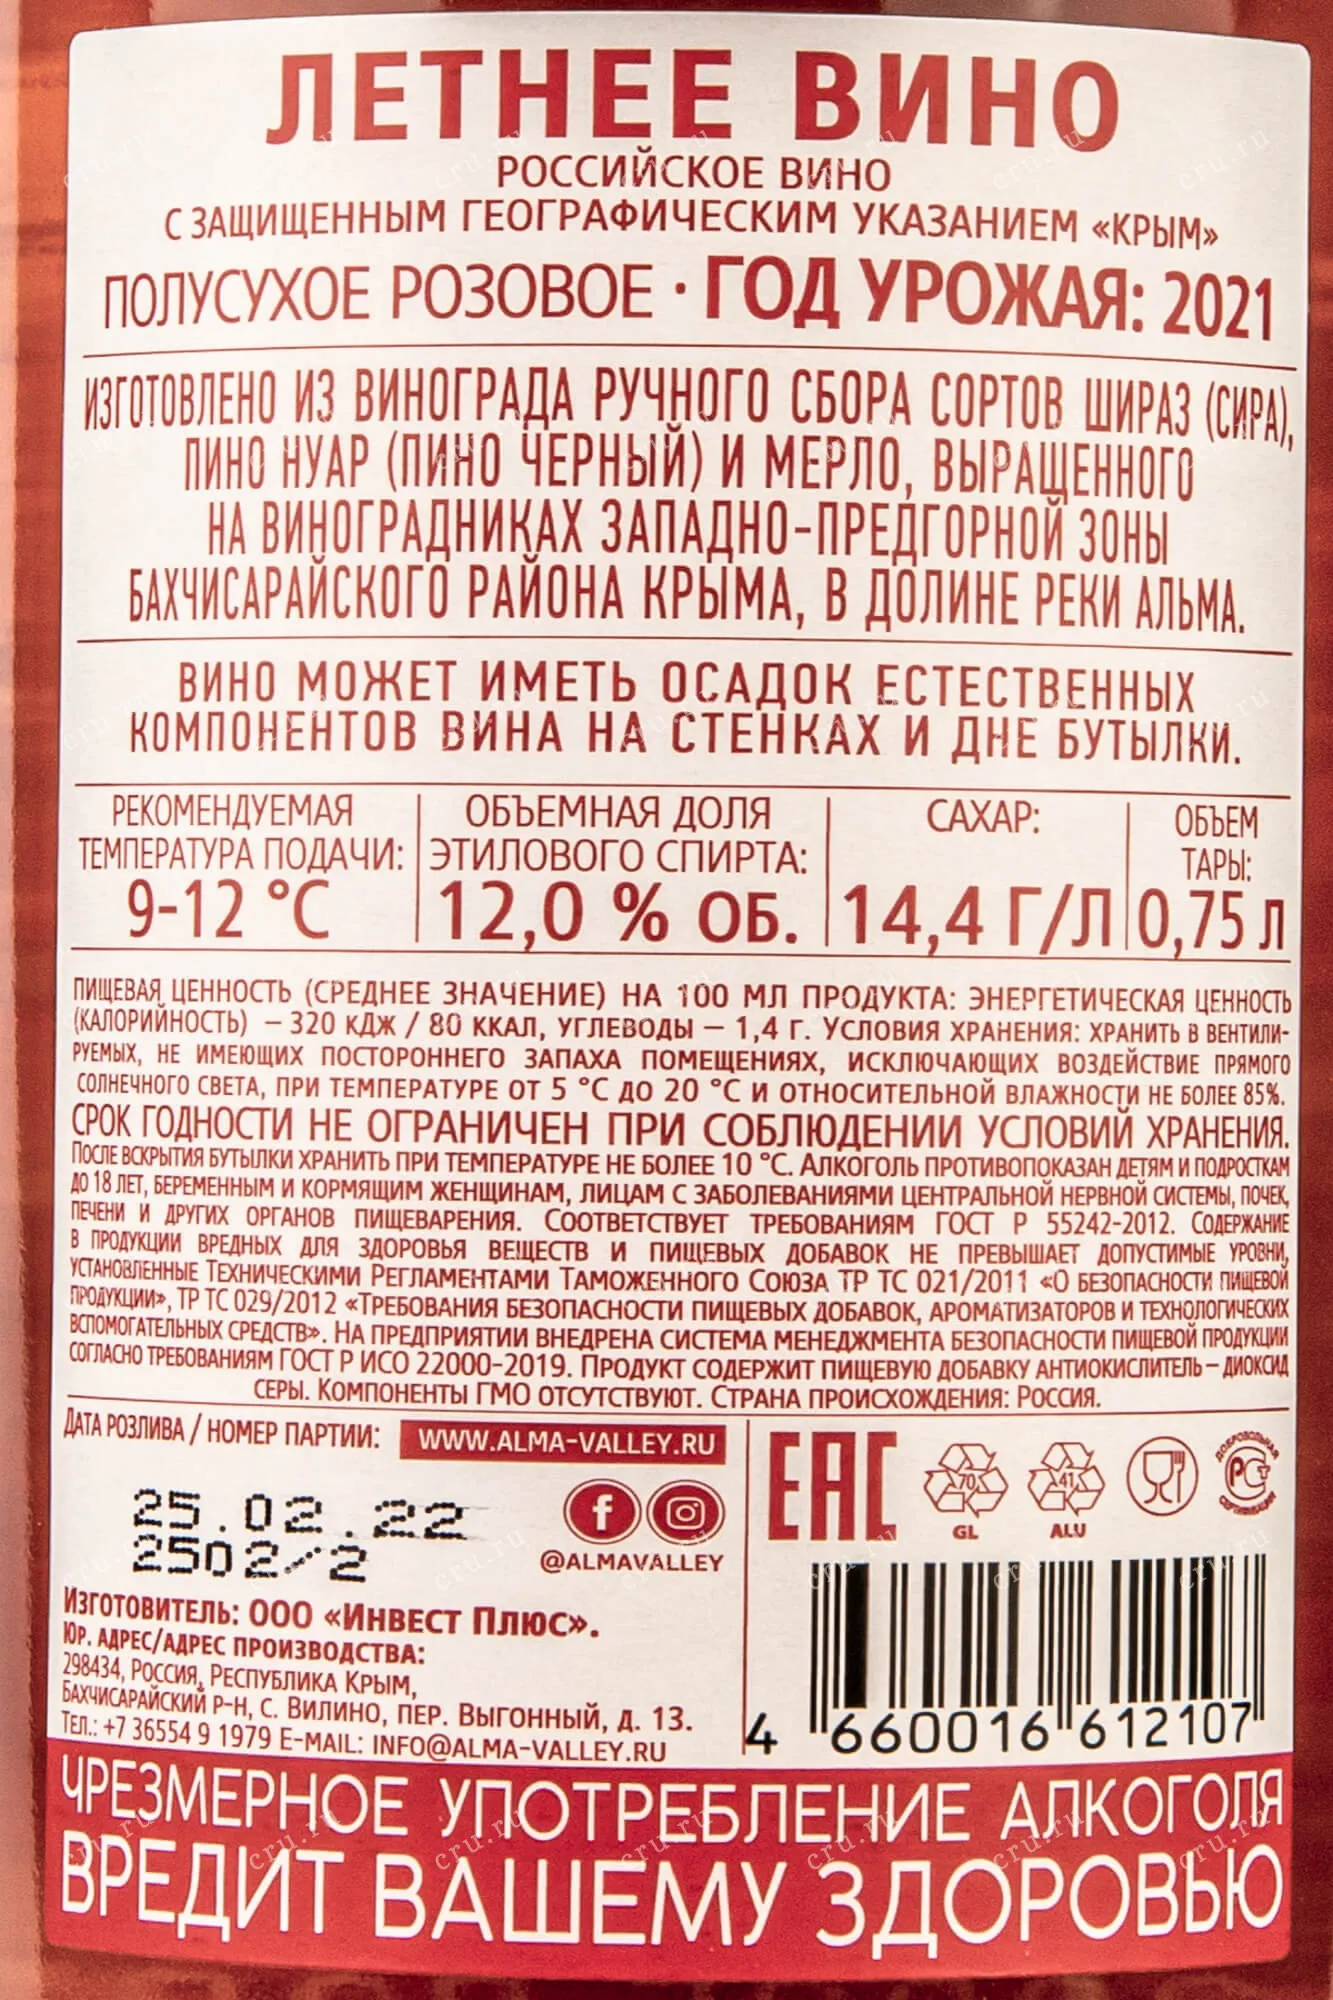 ЛЕТНЕЕ ВИНО
РОССИЙСКОЕ ВИНО
С ЗАЩИЩЕННЫМ ГЕОГРАФИЧЕСКИМ УКАЗАНИЕМ «КРЫМ»
ПОЛУСУХОЕ РОЗОВОЕ · ГОД УРОЖАЯ: 2021
ИЗГОТОВЛЕНО ИЗ ВИНОГРАДА РУЧНОГО СБОРА СОРТОВ ШИРАЗ (СИРА),
ПИНО НУАР (ПИНО ЧЕРНЫЙ) И МЕРЛО, ВЫРАЩЕННОГО
НА ВИНОГРАДНИКАХ ЗАПАДНО-ПРЕДГОРНОЙ ЗОНЫ
БАХЧИСАРАЙСКОГО РАЙОНА КРЫМА, В ДОЛИНЕ РЕКИ АЛЬМА.
ВИНО МОЖЕТ ИМЕТЬ ОСАДОК ЕСТЕСТВЕННЫХ
КОМПОНЕНТОВ ВИНА НА СТЕНКАХ И ДНЕ БУТЫЛКИ.
РЕКОМЕНДУЕМАЯ
ТЕМПЕРАТУРА ПОДАЧИ:
9-12 °C
ОБЪЕМНАЯ ДОЛЯ
ЭТИЛОВОГО СПИРТА:
12,0 % ОБ.
САХАР:
14,4 Г/Л
ОБЪЕМ
ТАРЫ:
0,75 Л
ПИЩЕВАЯ ЦЕННОСТЬ (СРЕДНЕЕ ЗНАЧЕНИЕ) НА 100 МЛ ПРОДУКТА: ЭНЕРГЕТИЧЕСКАЯ ЦЕННОСТЬ
(КАЛОРИЙНОСТЬ) – 320 КДЖ / 80 ККАЛ, УГЛЕВОДЫ – 1,4 Г. УСЛОВИЯ ХРАНЕНИЯ: ХРАНИТЬ В ВЕНТИЛИ-
РУЕМЫХ, НЕ ИМЕЮЩИХ ПОСТОРОННЕГО ЗАПАХА ПОМЕЩЕНИЯХ, ИСКЛЮЧАЮЩИХ ВОЗДЕЙСТВИЕ ПРЯМОГО
СОЛНЕЧНОГО СВЕТА, ПРИ ТЕМПЕРАТУРЕ ОТ 5 °C ДО 20 °C И ОТНОСИТЕЛЬНОЙ ВЛАЖНОСТИ НЕ БОЛЕЕ 85%.
СРОК ГОДНОСТИ НЕ ОГРАНИЧЕН ПРИ СОБЛЮДЕНИИ УСЛОВИЙ ХРАНЕНИЯ.
ПОСЛЕ ВСКРЫТИЯ БУТЫЛКИ ХРАНИТЬ ПРИ ТЕМПЕРАТУРЕ НЕ БОЛЕЕ 10 °C. АЛКОГОЛЬ ПРОТИВОПОКАЗАН ДЕТЯМ И ПОДРОСТКАМ
ДО 18 ЛЕТ, БЕРЕМЕННЫМ И КОРМЯЩИМ ЖЕНЩИНАМ, ЛИЦАМ С ЗАБОЛЕВАНИЯМИ ЦЕНТРАЛЬНОЙ НЕРВНОЙ СИСТЕМЫ, ПОЧЕК,
ПЕЧЕНИ И ДРУГИХ ОРГАНОВ ПИЩЕВАРЕНИЯ. СООТВЕТСТВУЕТ ТРЕБОВАНИЯМ ГОСТ Р 55242-2012. СОДЕРЖАНИЕ
В ПРОДУКЦИИ ВРЕДНЫХ ДЛЯ ЗДОРОВЬЯ ВЕЩЕСТВ И ПИЩЕВЫХ ДОБАВОК НЕ ПРЕВЫШАЕТ ДОПУСТИМЫЕ УРОВНИ,
УСТАНОВЛЕННЫЕ ТЕХНИЧЕСКИМИ РЕГЛАМЕНТАМИ ТАМОЖЕННОГО СОЮЗА ТР ТС 021/2011 «О БЕЗОПАСНОСТИ ПИЩЕВОЙ
ПРОДУКЦИИ», ТР ТС 029/2012 «ТРЕБОВАНИЯ БЕЗОПАСНОСТИ ПИЩЕВЫХ ДОБАВОК, АРОМАТИЗАТОРОВ И ТЕХНОЛОГИЧЕСКИХ
ВСПОМОГАТЕЛЬНЫХ СРЕДСТВ». НА ПРЕДПРИЯТИИ ВНЕДРЕНА СИСТЕМА МЕНЕДЖМЕНТА БЕЗОПАСНОСТИ ПИЩЕВОЙ ПРОДУКЦИИ
СОГЛАСНО ТРЕБОВАНИЯМ ГОСТ Р ИСО 22000-2019. ПРОДУКТ СОДЕРЖИТ ПИЩЕВУЮ ДОБАВКУ АНТИОКИСЛИТЕЛЬ – ДИОКСИД
СЕРЫ. КОМПОНЕНТЫ ГМО ОТСУТСТВУЮТ. СТРАНА ПРОИСХОЖДЕНИЯ: РОССИЯ.
ДАТА РОЗЛИВА / НОМЕР ПАРТИИ:
WWW.ALMA-VALLEY.RU
25.02.22
2502/2
@ALMAVALLEY
ИЗГОТОВИТЕЛЬ: ООО «ИНВЕСТ ПЛЮС».
ЮР. АДРЕС/АДРЕС ПРОИЗВОДСТВА:
298434, РОССИЯ, РЕСПУБЛИКА КРЫМ,
БАХЧИСАРАЙСКИЙ Р-Н, С. ВИЛИНО, ПЕР. ВЫГОННЫЙ, Д. 13.
ТЕЛ.: +7 36554 9 1979 E-MAIL: INFO@ALMA-VALLEY.RU
EAC
70
GL
41
ALU
ДОБРОВОЛЬНАЯ
РСТ
СЕРТИФИКАЦИЯ
4 660016 612107
ЧРЕЗМЕРНОЕ УПОТРЕБЛЕНИЕ АЛКОГОЛЯ
ВРЕДИТ ВАШЕМУ ЗДОРОВЬЮ
cru.ru